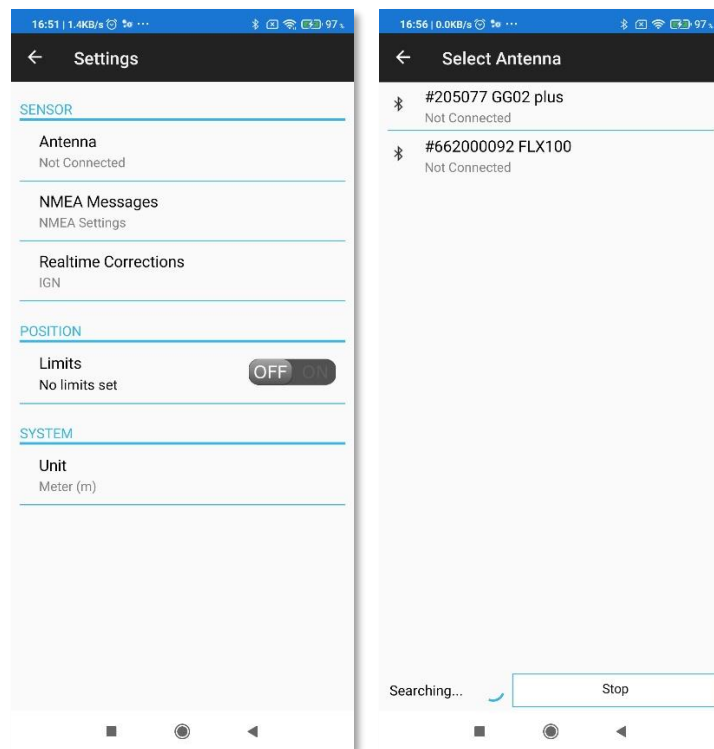 16:51 | 1.4KB/s
97%
Settings
SENSOR
Antenna
Not Connected
NMEA Messages
NMEA Settings
Realtime Corrections
IGN
POSITION
Limits
No limits set
OFF ON
SYSTEM
Unit
Meter (m)
16:56 | 0.0KB/s
97%
Select Antenna
#205077 GG02 plus
Not Connected
#662000092 FLX100
Not Connected
Searching...
Stop